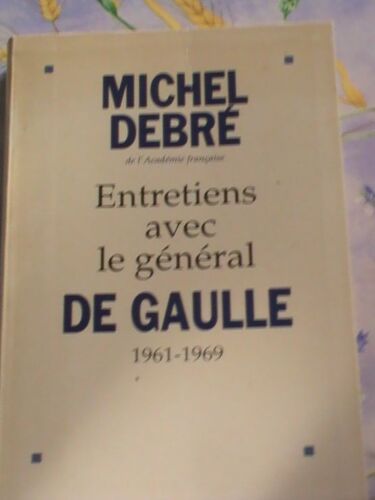 MICHEL
DEBRÉ
de l'Académie française
Entretiens
avec
le général
DE GAULLE
1961-1969